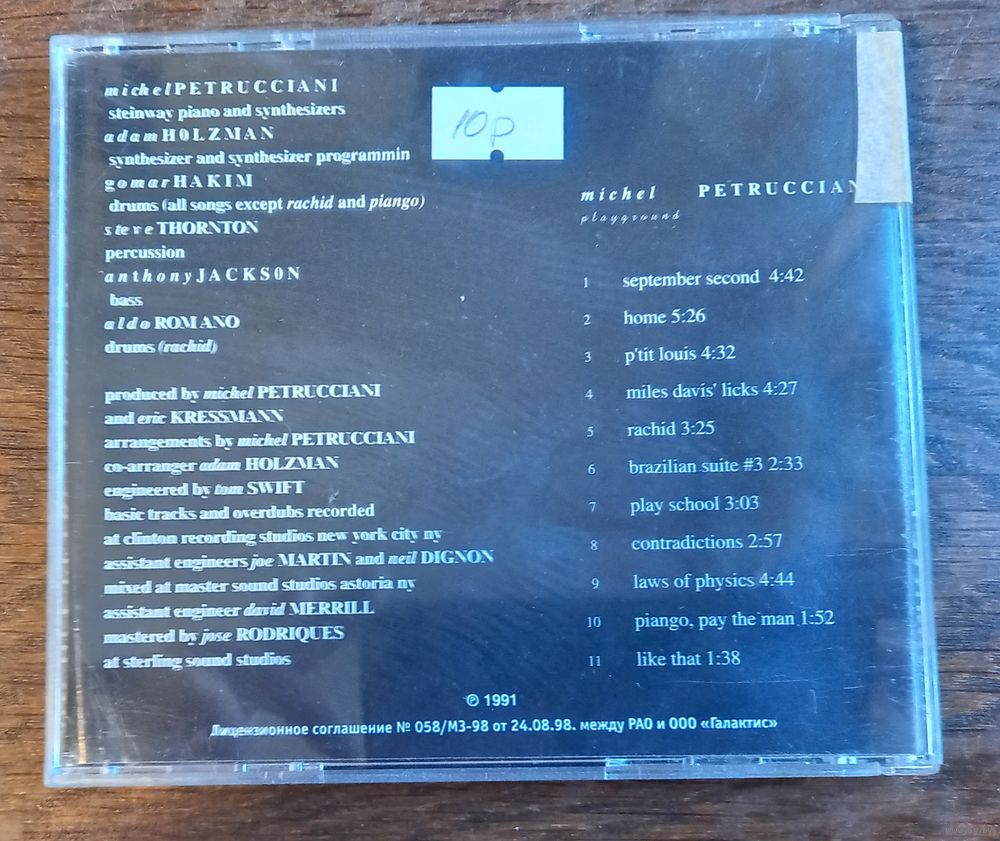 michel PETRUCCIANI
steinway piano and synthesizers
adam HOLZMAN
synthesizer and synthesizer programmin
gomar HAKIM
drums (all songs except rachid and piango)
steve THORNTON
percussion
anthony JACKSON
bass
aldo ROMANO
drums (rachid)
produced by michel PETRUCCIANI
and eric KRESSMANN
arrangements by michel PETRUCCIANI
co-arranger adam HOLZMAN
engineered by tom SWIFT
basic tracks and overdubs recorded
at clinton recording studios new york city ny
assistant engineers joe MARTIN and neil DIGNON
mixed at master sound studios astoria ny
assistant engineer david MERRILL
mastered by jose RODRIQUES
at sterling sound studios
10р
michel PETRUCCIAN
playground
1 september second 4:42
2 home 5:26
3 p'tit louis 4:32
4 miles davis' licks 4:27
5 rachid 3:25
6 brazilian suite #3 2:33
7 play school 3:03
8 contradictions 2:57
9 laws of physics 4:44
10 piango, pay the man 1:52
11 like that 1:38
℗ 1991
Лицензионное соглашение № 058/МЗ-98 от 24.08.98. между РАО и ООО «Галактис»